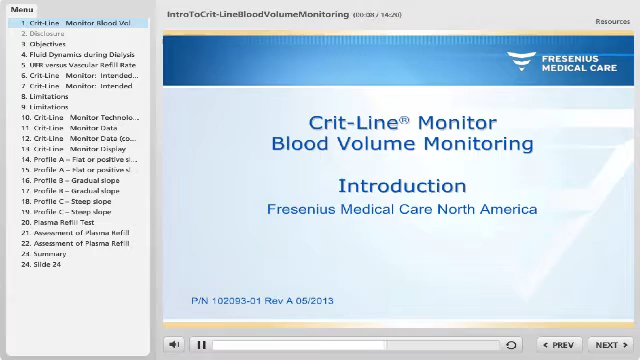 Menu
1. Crit-Line Monitor Blood Vol
2. Disclosure
3. Objectives
4. Fluid Dynamics during Dialysis
5. UFR versus Vascular Refill Rate
6. Crit-Line Monitor: Intended...
7. Crit-Line Monitor: Intended
8. Limitations
9. Limitations
10. Crit-Line Monitor Technolo...
11. Crit-Line Monitor Data
12. Crit-Line Monitor Data (co...
13. Crit-Line Monitor Display
14. Profile A – Flat or positive sl...
15. Profile A – Flat or positive sl...
16. Profile B – Gradual slope
17. Profile B – Gradual slope
18. Profile C – Steep slope
19. Profile C – Steep slope
20. Plasma Refill Test
21. Assessment of Plasma Refill
22. Assessment of Plasma Refill
23. Summary
24. Slide 24
IntroToCrit-LineBloodVolumeMonitoring (00:08 / 14:20)
Resources
FRESENIUS
MEDICAL CARE
Crit-Line® Monitor
Blood Volume Monitoring
Introduction
Fresenius Medical Care North America
P/N 102093-01 Rev A 05/2013
< PREV
NEXT >